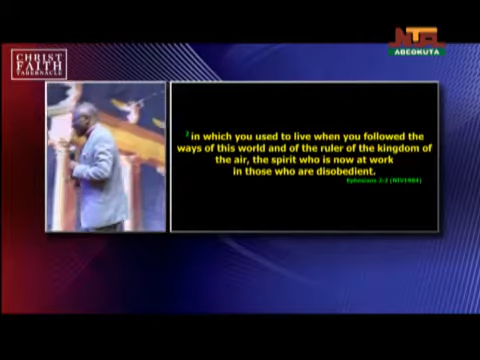 CHRIST
FAITH
TABERNACLE
NTA
ABEOKUTA
2 in which you used to live when you followed the
ways of this world and of the ruler of the kingdom of
the air, the spirit who is now at work
in those who are disobedient.
Ephesians 2:2 (NIV1984)